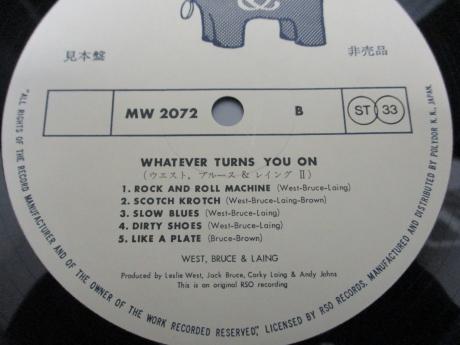 &
見本盤
非売品
MW 2072
B
ST 33
WHATEVER TURNS YOU ON
(ウエスト, ブルース & レイング II)
1. ROCK AND ROLL MACHINE (West-Bruce-Laing)
2. SCOTCH KROTCH (West-Bruce-Laing-Brown)
3. SLOW BLUES (West-Bruce-Laing)
4. DIRTY SHOES (West-Bruce-Laing)
5. LIKE A PLATE (Bruce-Brown)
WEST, BRUCE & LAING
Produced by Leslie West, Jack Bruce, Corky Laing & Andy Johns
This is an original RSO recording
"ALL RIGHTS OF THE RECORD MANUFACTURER AND OF THE OWNER OF THE WORK RECORDED RESERVED", LICENSED BY RSO RECORDS. MANUFACTURED AND DISTRIBUTED BY POLYDOR K.K., JAPAN.